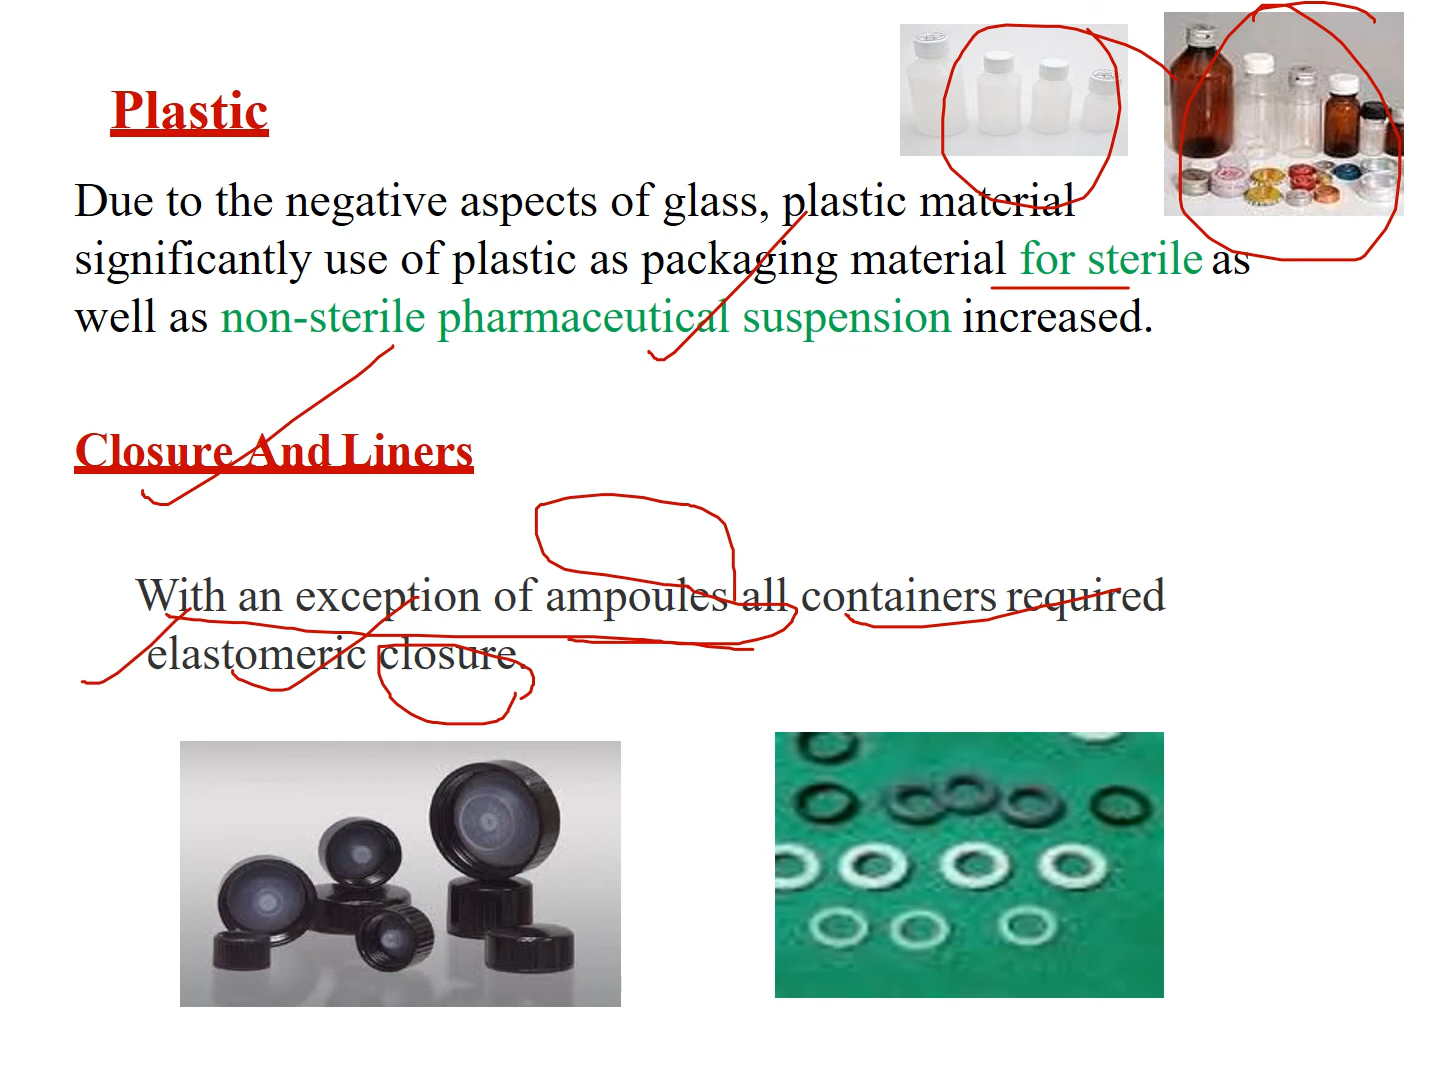 Plastic
Due to the negative aspects of glass, plastic material
significantly use of plastic as packaging material for sterile as
well as non-sterile pharmaceutical suspension increased.
Closure And Liners
With an exception of ampoules all containers required
elastomeric closure.